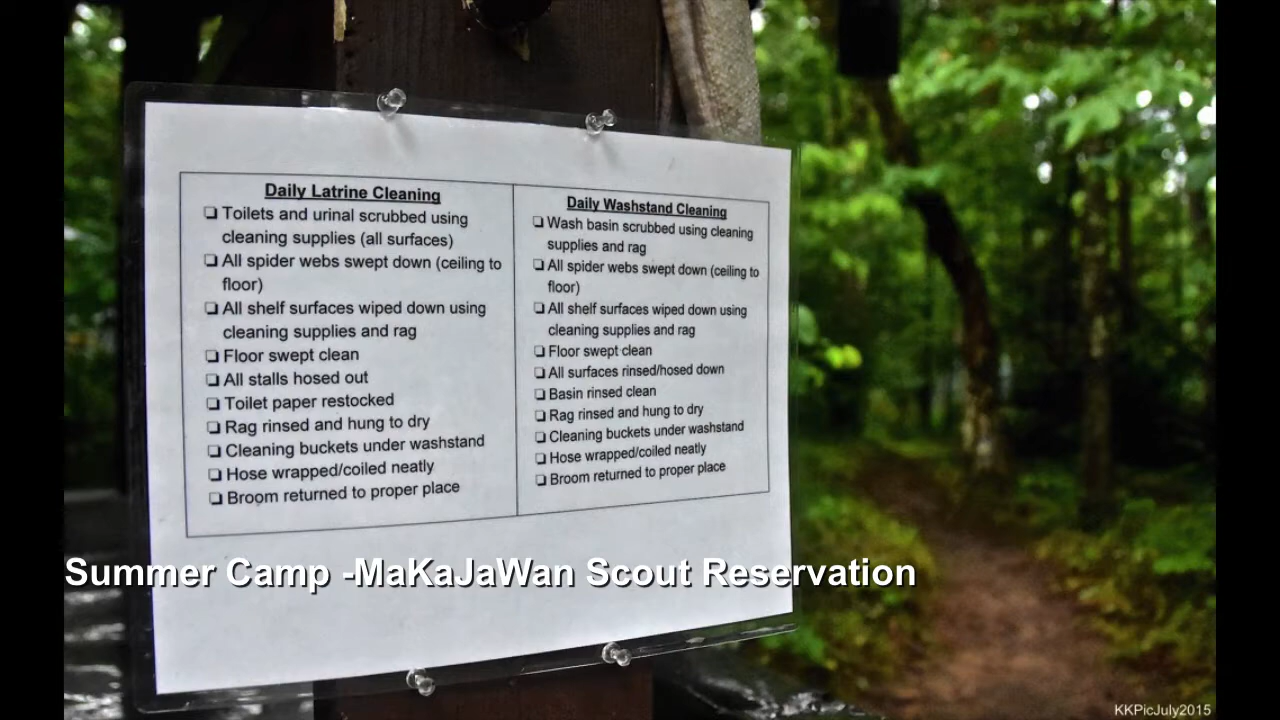 Daily Latrine Cleaning
❏ Toilets and urinal scrubbed using
cleaning supplies (all surfaces)
❏ All spider webs swept down (ceiling to
floor)
❏ All shelf surfaces wiped down using
cleaning supplies and rag
❏ Floor swept clean
❏ All stalls hosed out
❏ Toilet paper restocked
❏ Rag rinsed and hung to dry
❏ Cleaning buckets under washstand
❏ Hose wrapped/coiled neatly
❏ Broom returned to proper place
Daily Washstand Cleaning
❏ Wash basin scrubbed using cleaning
supplies and rag
❏ All spider webs swept down (ceiling to
floor)
❏ All shelf surfaces wiped down using
cleaning supplies and rag
❏ Floor swept clean
❏ All surfaces rinsed/hosed down
❏ Basin rinsed clean
❏ Rag rinsed and hung to dry
❏ Cleaning buckets under washstand
❏ Hose wrapped/coiled neatly
❏ Broom returned to proper place
Summer Camp -MaKaJaWan Scout Reservation
KKPicJuly2015